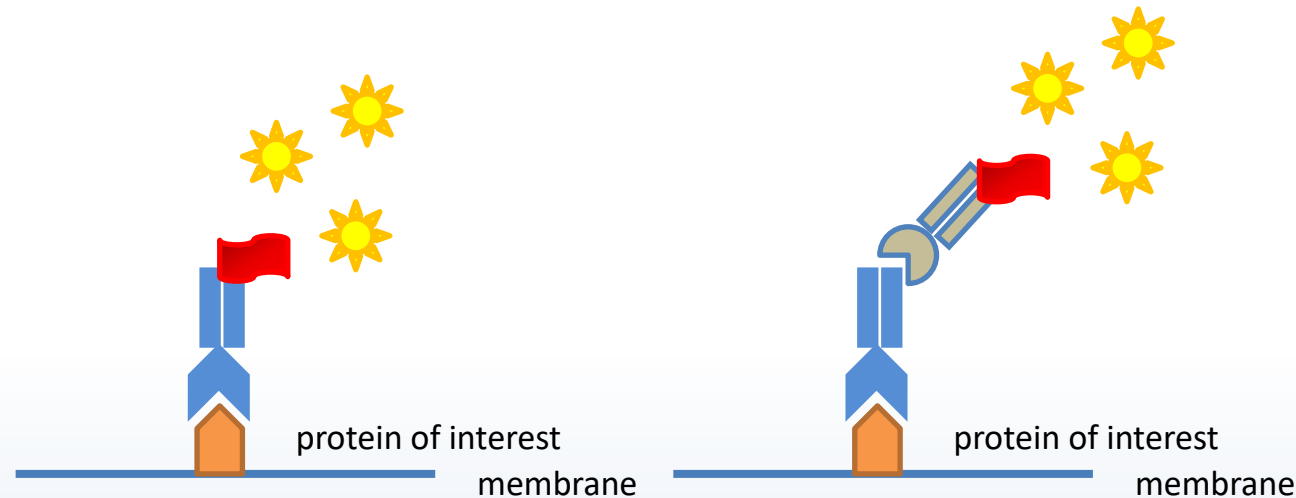 protein of interest
membrane
protein of interest
membrane